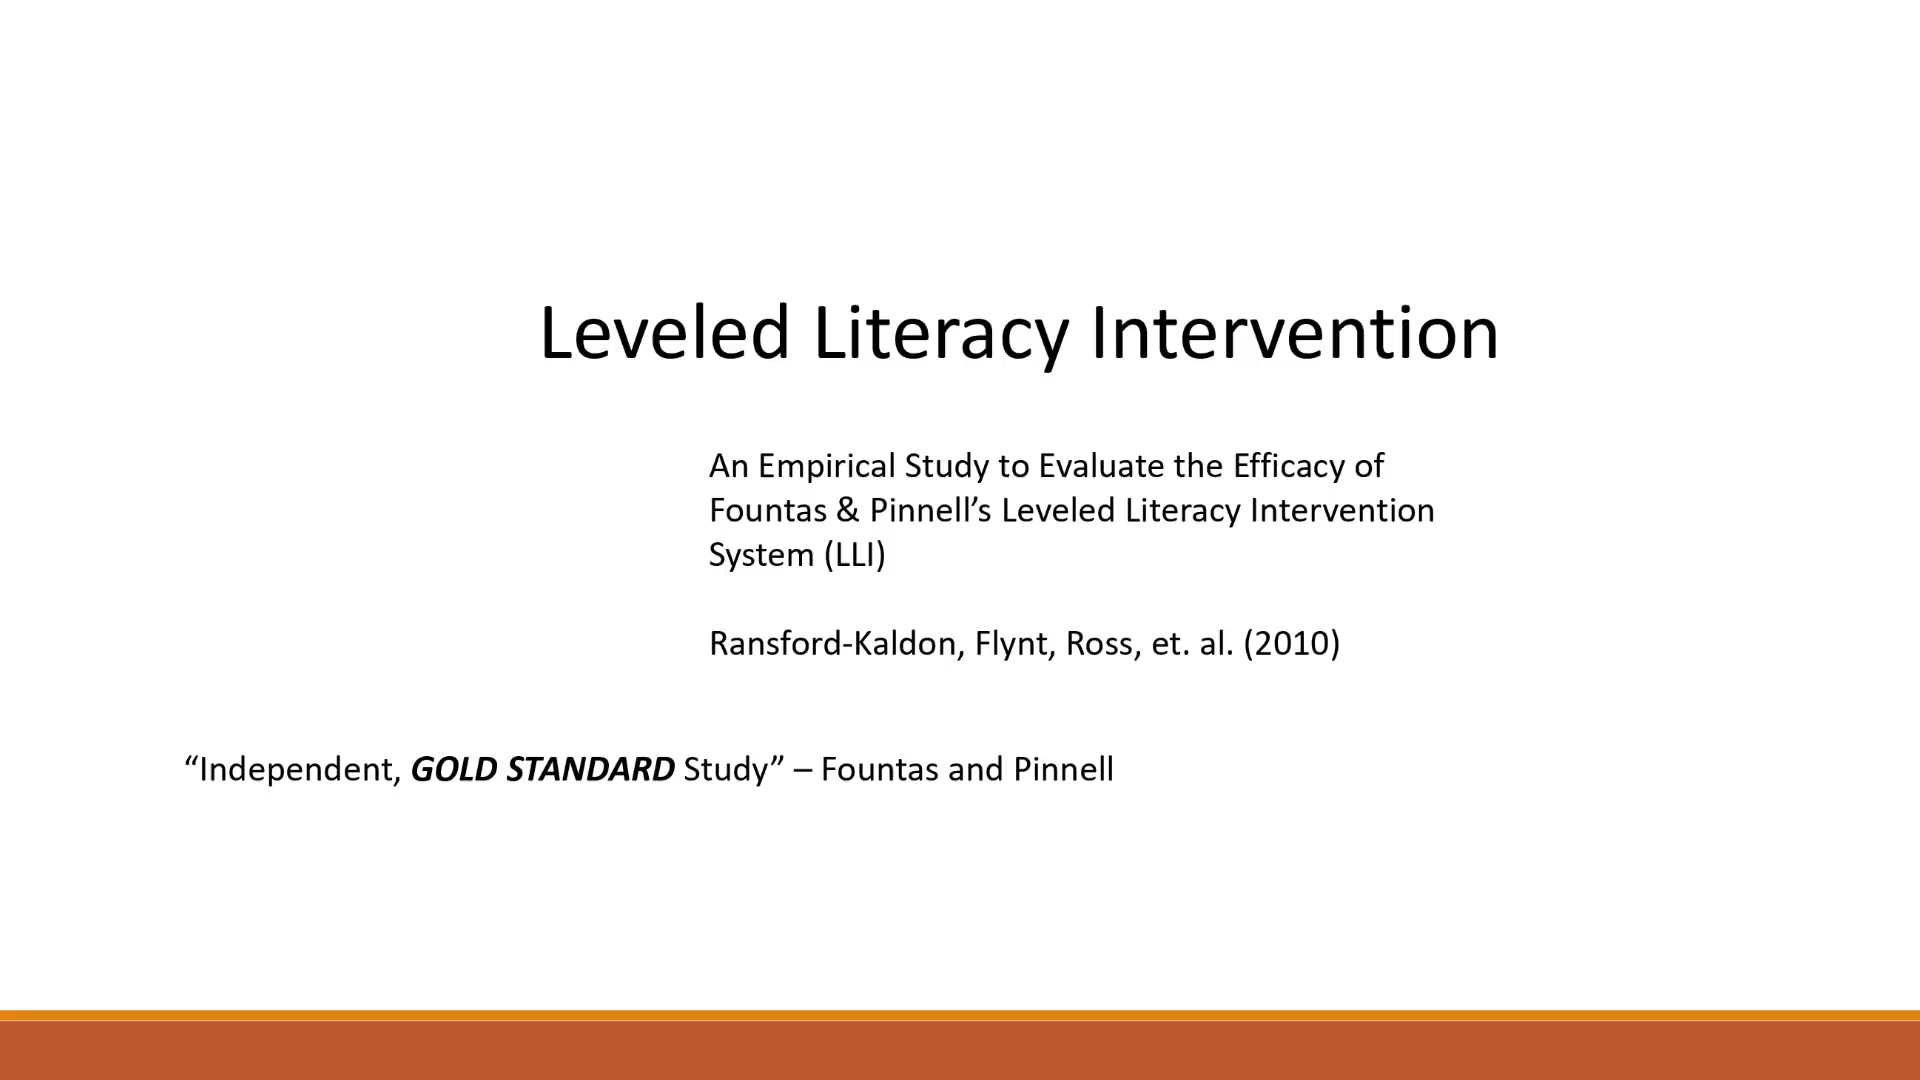 Leveled Literacy Intervention
An Empirical Study to Evaluate the Efficacy of
Fountas & Pinnell’s Leveled Literacy Intervention
System (LLI)
Ransford-Kaldon, Flynt, Ross, et. al. (2010)
“Independent, GOLD STANDARD Study” – Fountas and Pinnell